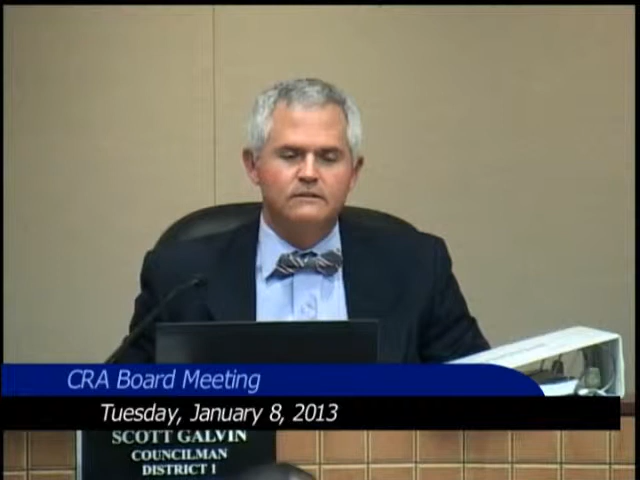 CRA Board Meeting
Tuesday, January 8, 2013
SCOTT GALVIN
COUNCILMAN
DISTRICT 1